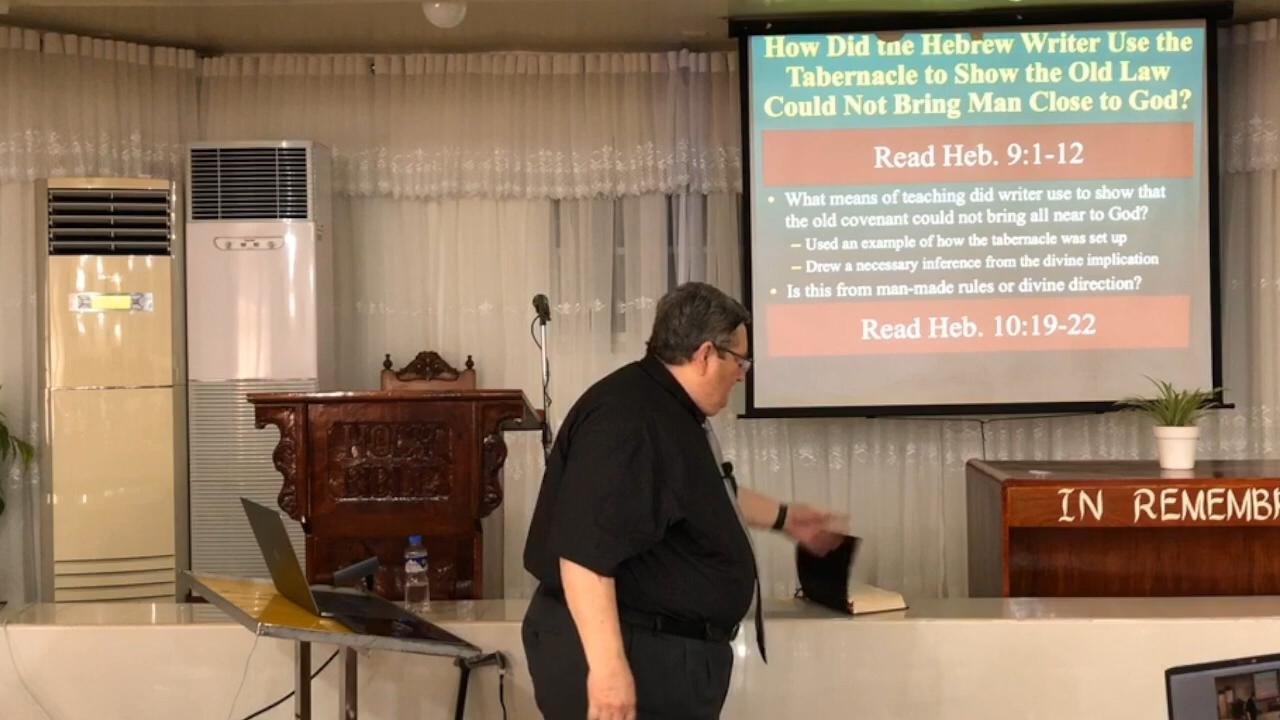 How Did the Hebrew Writer Use the
Tabernacle to Show the Old Law
Could Not Bring Man Close to God?
Read Heb. 9:1-12
• What means of teaching did writer use to show that
the old covenant could not bring all near to God?
– Used an example of how the tabernacle was set up
– Drew a necessary inference from the divine implication
• Is this from man-made rules or divine direction?
Read Heb. 10:19-22
HOLY
BIBLE
IN REMEMB